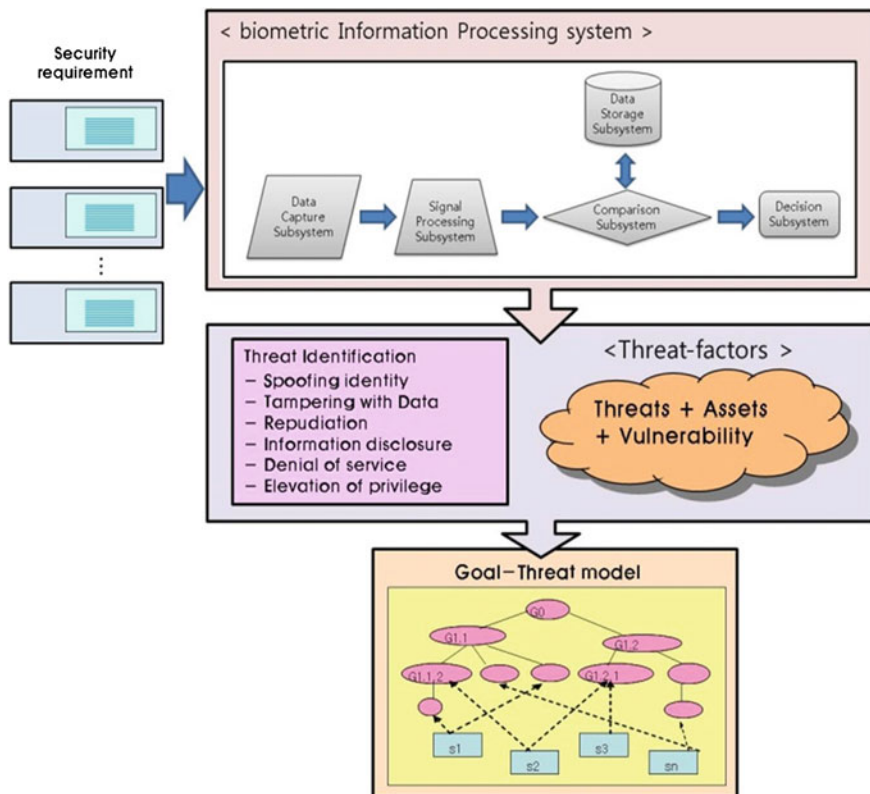 Security
requirement
⋮
< biometric Information Processing system >
Data
Storage
Subsystem
Data
Capture
Subsystem
Signal
Processing
Subsystem
Comparison
Subsystem
Decision
Subsystem
Threat Identification
– Spoofing identity
– Tampering with Data
– Repudiation
– Information disclosure
– Denial of service
– Elevation of privilege
<Threat-factors >
Threats + Assets
+ Vulnerability
Goal-Threat model
G0
G1,1
G1,2
G1,1,2
G1,2,1
s1
s2
s3
sn